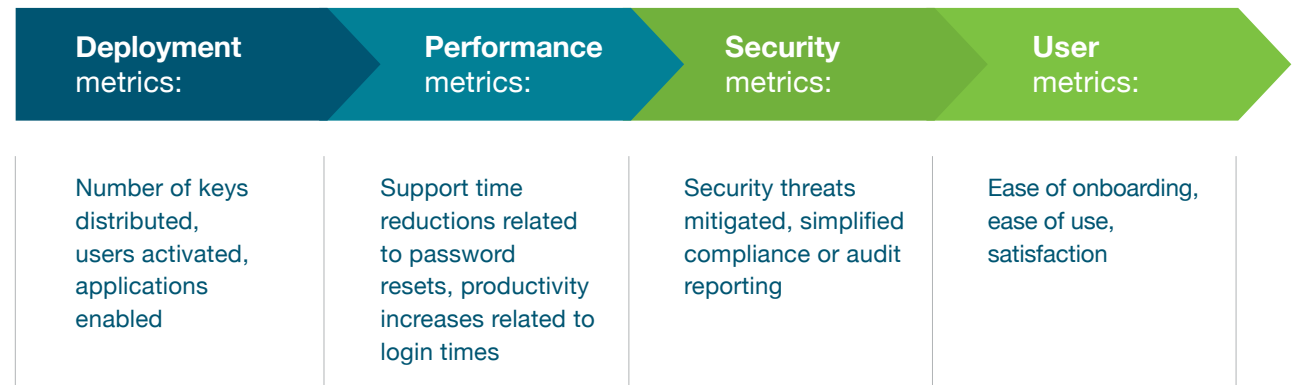 Deployment
metrics:
Performance
metrics:
Security
metrics:
User
metrics:
Number of keys
distributed,
users activated,
applications
enabled
Support time
reductions related
to password
resets, productivity
increases related to
login times
Security threats
mitigated, simplified
compliance or audit
reporting
Ease of onboarding,
ease of use,
satisfaction